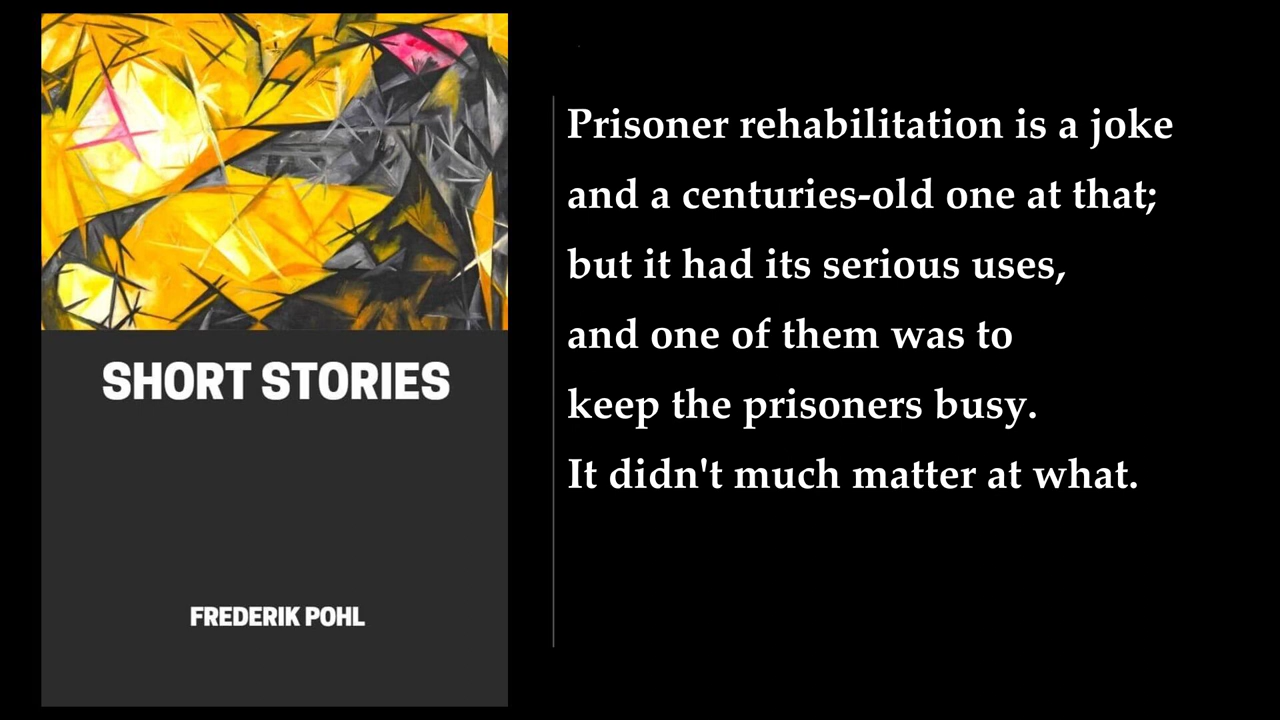 SHORT STORIES
FREDERIK POHL
Prisoner rehabilitation is a joke
and a centuries-old one at that;
but it had its serious uses,
and one of them was to
keep the prisoners busy.
It didn't much matter at what.